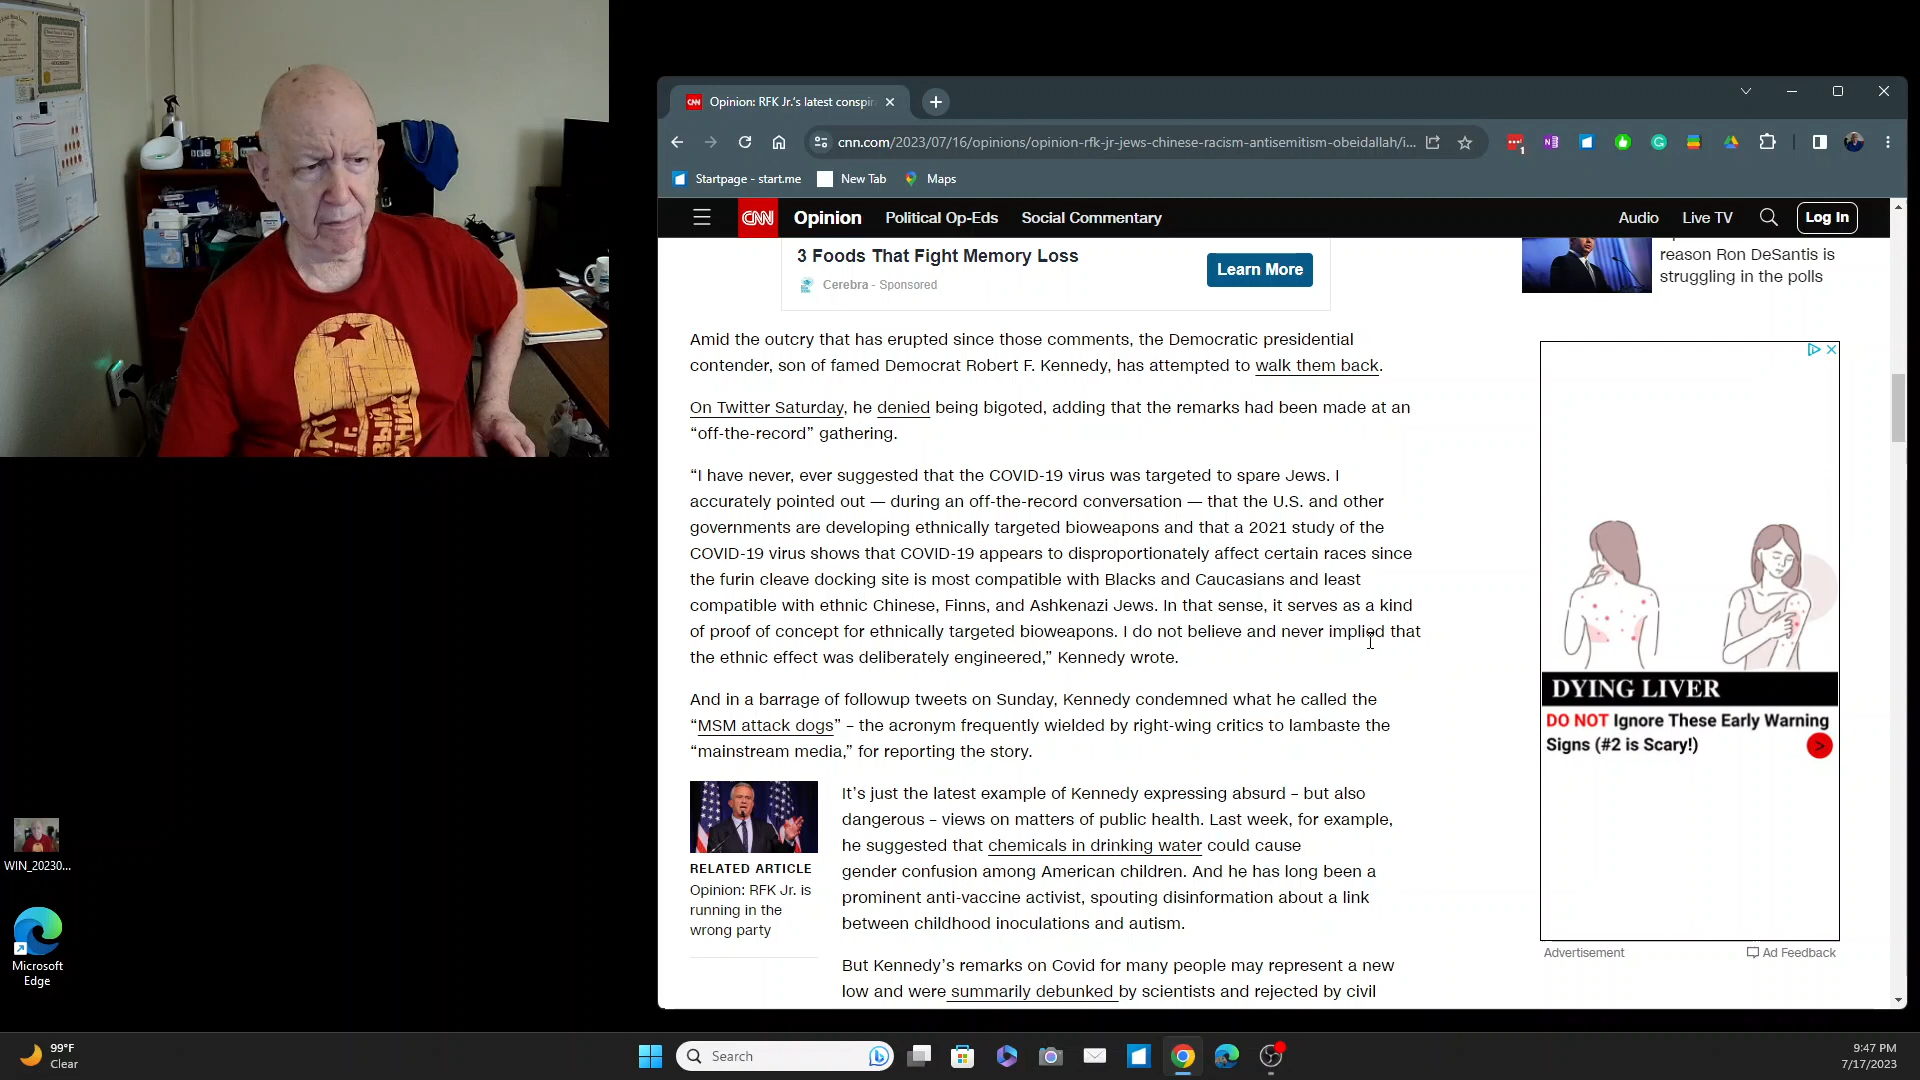 Opinion: RFK Jr.'s latest conspir
cnn.com/2023/07/16/opinions/opinion-rfk-jr-jews-chinese-racism-antisemitism-obeidallah/i...
Startpage - start.me
New Tab
Maps
CNN
Opinion
Political Op-Eds
Social Commentary
Audio
Live TV
Log In
3 Foods That Fight Memory Loss
Cerebra - Sponsored
Learn More
reason Ron DeSantis is
struggling in the polls
Amid the outcry that has erupted since those comments, the Democratic presidential
contender, son of famed Democrat Robert F. Kennedy, has attempted to walk them back.
On Twitter Saturday, he denied being bigoted, adding that the remarks had been made at an
“off-the-record” gathering.
“I have never, ever suggested that the COVID-19 virus was targeted to spare Jews. I
accurately pointed out — during an off-the-record conversation — that the U.S. and other
governments are developing ethnically targeted bioweapons and that a 2021 study of the
COVID-19 virus shows that COVID-19 appears to disproportionately affect certain races since
the furin cleave docking site is most compatible with Blacks and Caucasians and least
compatible with ethnic Chinese, Finns, and Ashkenazi Jews. In that sense, it serves as a kind
of proof of concept for ethnically targeted bioweapons. I do not believe and never implied that
the ethnic effect was deliberately engineered,” Kennedy wrote.
And in a barrage of followup tweets on Sunday, Kennedy condemned what he called the
“MSM attack dogs” – the acronym frequently wielded by right-wing critics to lambaste the
“mainstream media,” for reporting the story.
RELATED ARTICLE
Opinion: RFK Jr. is
running in the
wrong party
It’s just the latest example of Kennedy expressing absurd – but also
dangerous – views on matters of public health. Last week, for example,
he suggested that chemicals in drinking water could cause
gender confusion among American children. And he has long been a
prominent anti-vaccine activist, spouting disinformation about a link
between childhood inoculations and autism.
But Kennedy’s remarks on Covid for many people may represent a new
low and were summarily debunked by scientists and rejected by civil
DYING LIVER
DO NOT Ignore These Early Warning
Signs (#2 is Scary!)
Advertisement
Ad Feedback
WIN_20230...
Microsoft
Edge
99°F
Clear
Search
9:47 PM
7/17/2023